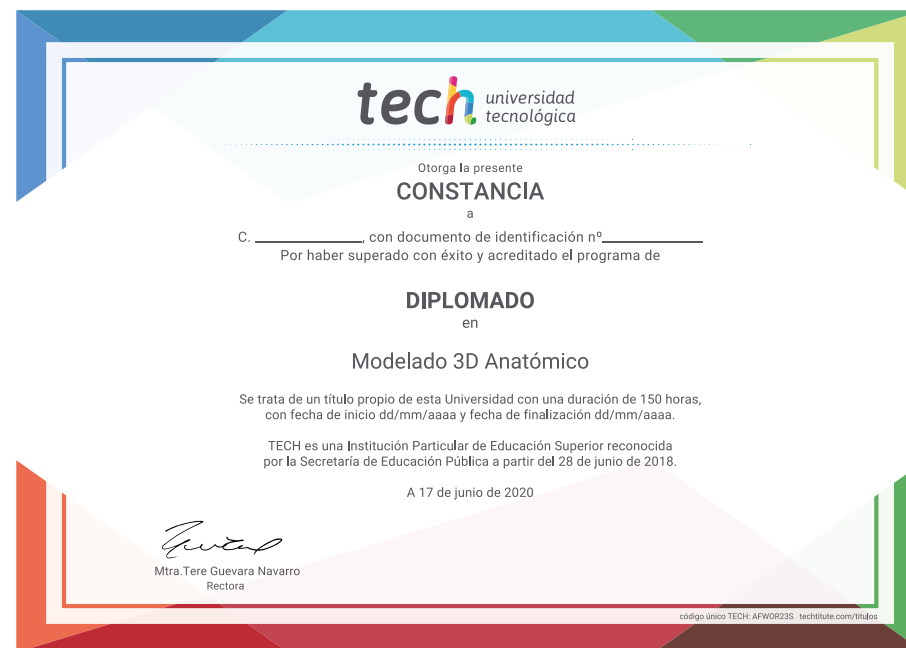 tech universidad
tecnológica
Otorga la presente
CONSTANCIA
a
C. ____________, con documento de identificación nº____________
Por haber superado con éxito y acreditado el programa de
DIPLOMADO
en
Modelado 3D Anatómico
Se trata de un título propio de esta Universidad con una duración de 150 horas,
con fecha de inicio dd/mm/aaaa y fecha de finalización dd/mm/aaaa.
TECH es una Institución Particular de Educación Superior reconocida
por la Secretaría de Educación Pública a partir del 28 de junio de 2018.
A 17 de junio de 2020
Mtra.Tere Guevara Navarro
Rectora
código único TECH: AFWOR23S techtitute.com/titulos